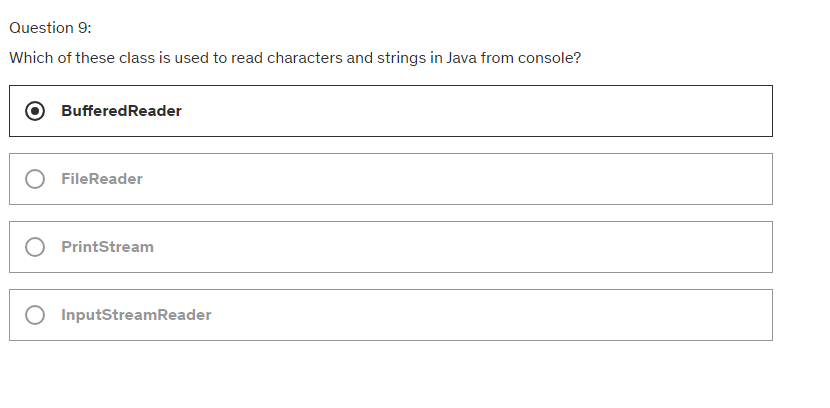 Question 9:
Which of these class is used to read characters and strings in Java from console?
BufferedReader
FileReader
PrintStream
InputStreamReader